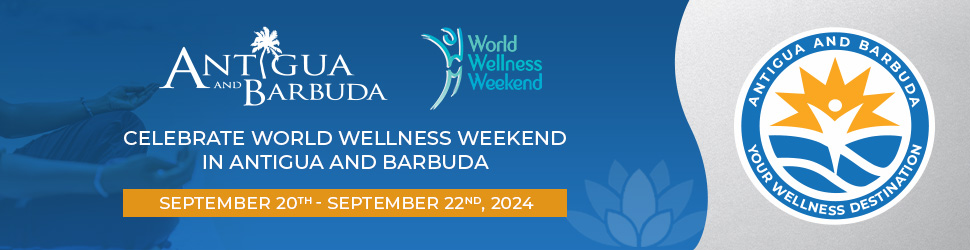 ANTIGUA
AND BARBUDA
World
Wellness
Weekend
CELEBRATE WORLD WELLNESS WEEKEND
IN ANTIGUA AND BARBUDA
SEPTEMBER 20TH - SEPTEMBER 22ND, 2024
ANTIGUA AND BARBUDA
YOUR WELLNESS DESTINATION